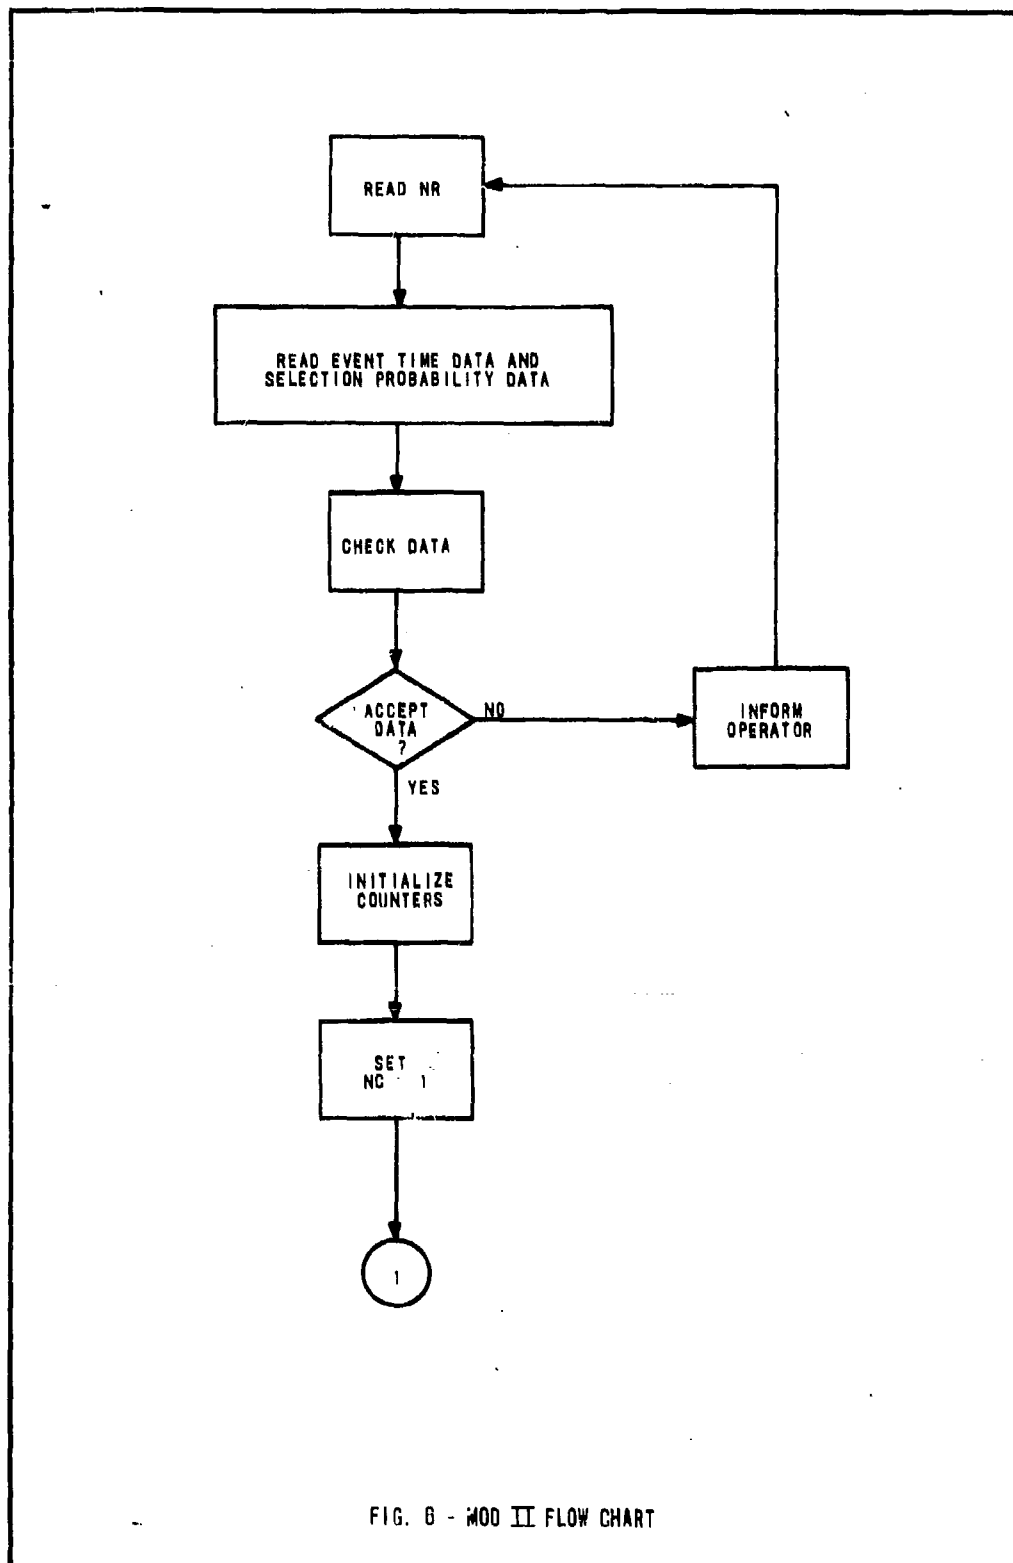 READ NR
READ EVENT TIME DATA AND
SELECTION PROBABILITY DATA
CHECK DATA
ACCEPT
DATA
?
NO
INFORM
OPERATOR
YES
INITIALIZE
COUNTERS
SET
NC 1
1
FIG. 6 - MOD II FLOW CHART